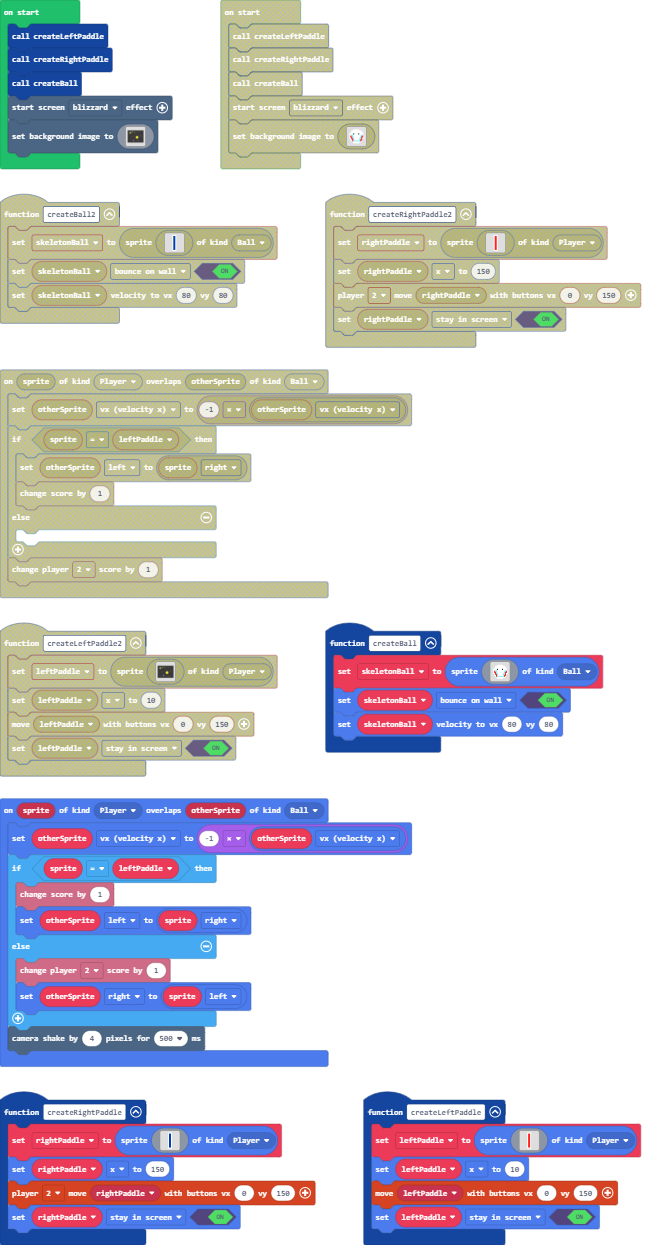 on start
call createLeftPaddle
call createRightPaddle
call createBall
start screen blizzard effect
set background image to
on start
call createLeftPaddle
call createRightPaddle
call createBall
start screen blizzard effect
set background image to
function createBall2
set skeletonBall to sprite of kind Ball
set skeletonBall bounce on wall ON
set skeletonBall velocity to vx 80 vy 80
function createRightPaddle2
set rightPaddle to sprite of kind Player
set rightPaddle x to 150
player 2 move rightPaddle with buttons vx 0 vy 150
set rightPaddle stay in screen ON
on sprite of kind Player overlaps otherSprite of kind Ball
set otherSprite vx (velocity x) to -1 × otherSprite vx (velocity x)
if sprite = leftPaddle then
set otherSprite left to sprite right
change score by 1
else
change player 2 score by 1
function createLeftPaddle2
set leftPaddle to sprite of kind Player
set leftPaddle x to 10
move leftPaddle with buttons vx 0 vy 150
set leftPaddle stay in screen ON
function createBall
set skeletonBall to sprite of kind Ball
set skeletonBall bounce on wall ON
set skeletonBall velocity to vx 80 vy 80
on sprite of kind Player overlaps otherSprite of kind Ball
set otherSprite vx (velocity x) to -1 × otherSprite vx (velocity x)
if sprite = leftPaddle then
change score by 1
set otherSprite left to sprite right
else
change player 2 score by 1
set otherSprite right to sprite left
camera shake by 4 pixels for 500 ms
function createRightPaddle
set rightPaddle to sprite of kind Player
set rightPaddle x to 150
player 2 move rightPaddle with buttons vx 0 vy 150
set rightPaddle stay in screen ON
function createLeftPaddle
set leftPaddle to sprite of kind Player
set leftPaddle x to 10
move leftPaddle with buttons vx 0 vy 150
set leftPaddle stay in screen ON